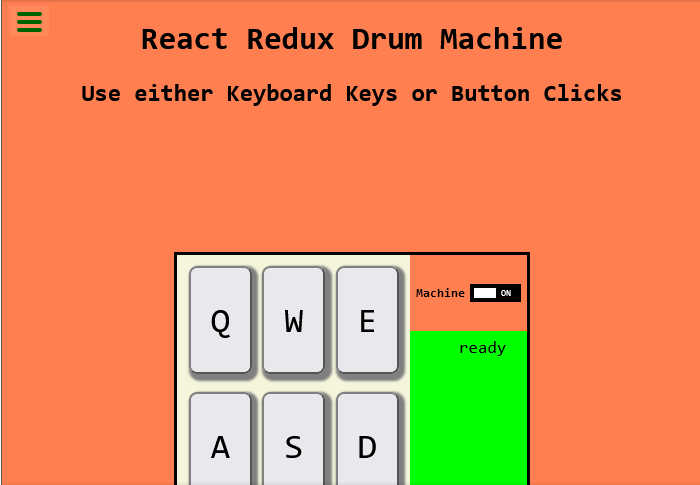 React Redux Drum Machine
Use either Keyboard Keys or Button Clicks
Q W E
Machine ON
ready
A S D